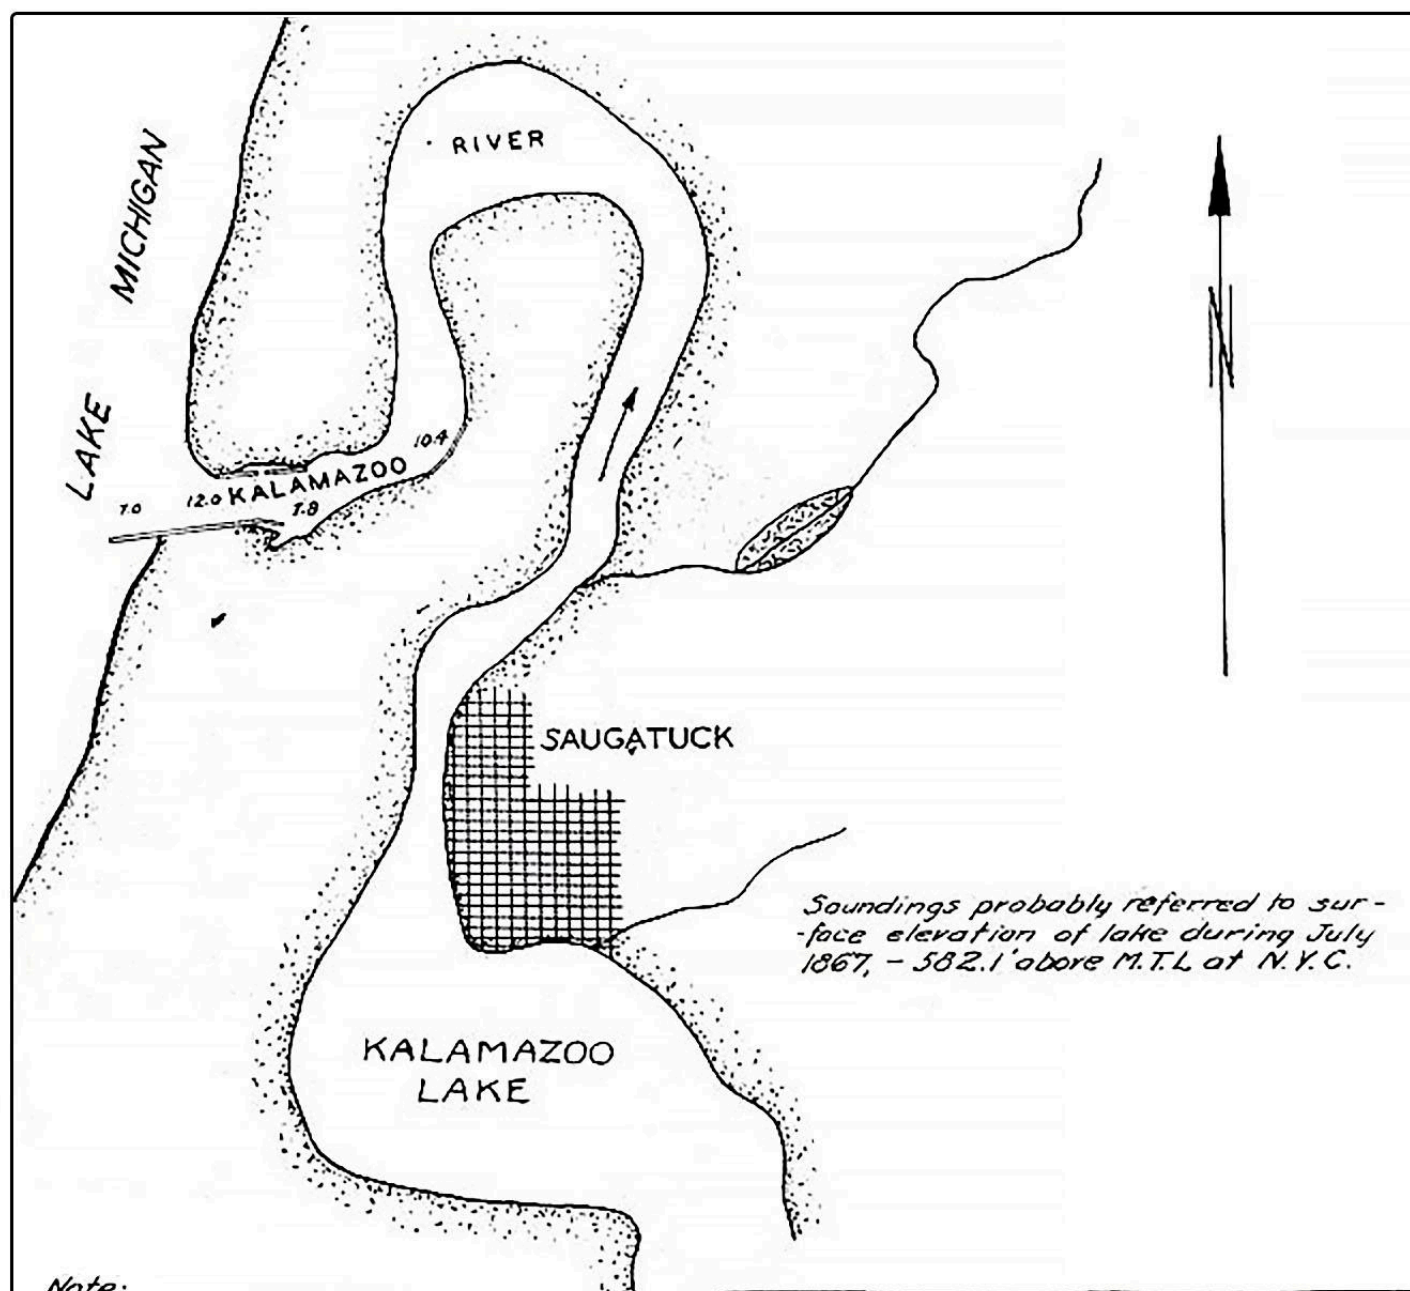 RIVER
LAKE MICHIGAN
10.4
7.0
12.0 KALAMAZOO
7.8
N
SAUGATUCK
Soundings probably referred to sur-
-face elevation of lake during July
1867, - 582.1' above M.T.L at N.Y.C.
KALAMAZOO
LAKE
Note: